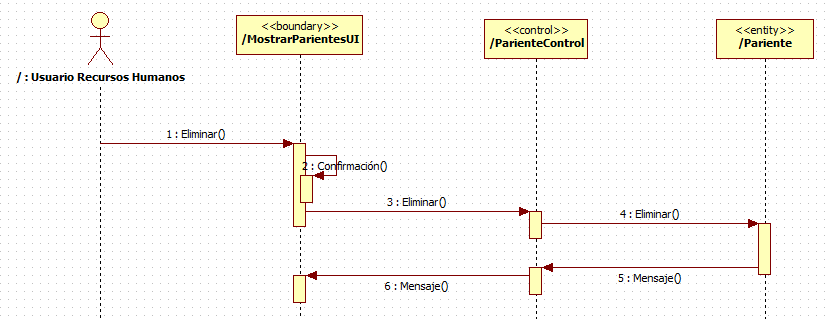 <<boundary>>
/MostrarParientesUI
<<control>>
/ParienteControl
<<entity>>
/Pariente
/ : Usuario Recursos Humanos
1 : Eliminar()
2 : Confirmación()
3 : Eliminar()
4 : Eliminar()
5 : Mensaje()
6 : Mensaje()